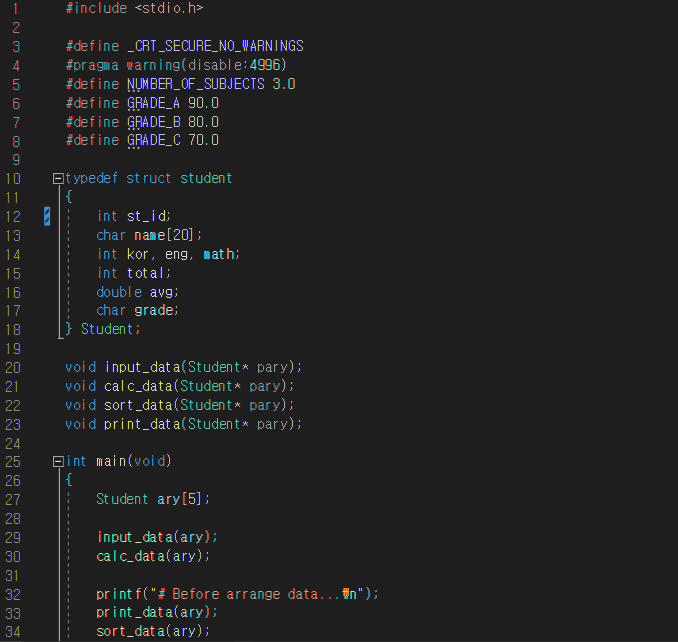 1 #include <stdio.h>
2
3 #define _CRT_SECURE_NO_WARNINGS
4 #pragma warning(disable:4996)
5 #define NUMBER_OF_SUBJECTS 3.0
6 #define GRADE_A 90.0
7 #define GRADE_B 80.0
8 #define GRADE_C 70.0
9
10 typedef struct student
11 {
12 int st_id;
13 char name[20];
14 int kor, eng, math;
15 int total;
16 double avg;
17 char grade;
18 } Student;
19
20 void input_data(Student* pary);
21 void calc_data(Student* pary);
22 void sort_data(Student* pary);
23 void print_data(Student* pary);
24
25 int main(void)
26 {
27 Student ary[5];
28
29 input_data(ary);
30 calc_data(ary);
31
32 printf("# Before arrange data...₩n");
33 print_data(ary);
34 sort_data(ary);